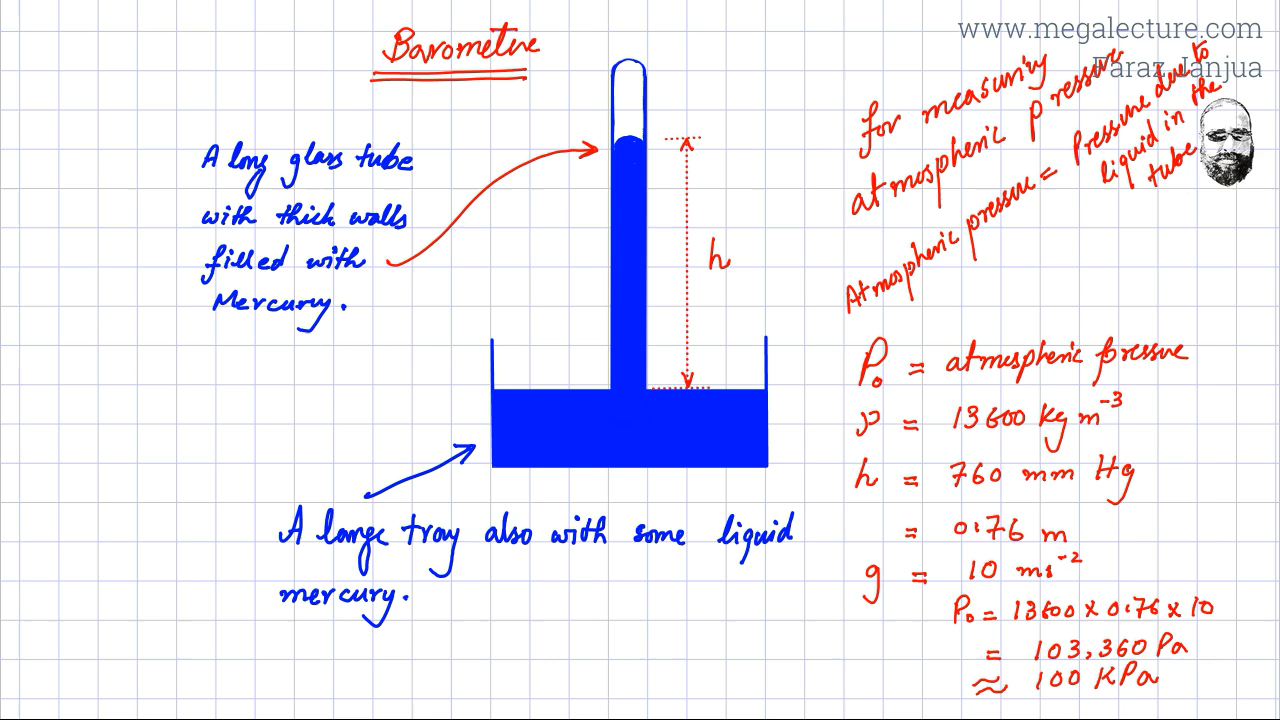 www.megalecture.com
Faraz Janjua
Barometre
A long glass tube
with thick walls
filled with
Mercury.
h
A large tray also with some liquid
mercury.
for measuring
atmospheric pressure
Atmospheric pressure = Pressure due to
liquid in the
tube
P₀ = atmospheric pressure
ρ = 13600 kg m⁻³
h = 760 mm Hg
= 0.76 m
g = 10 ms⁻²
P₀ = 13600 x 0.76 x 10
= 103,360 Pa
≈ 100 KPa